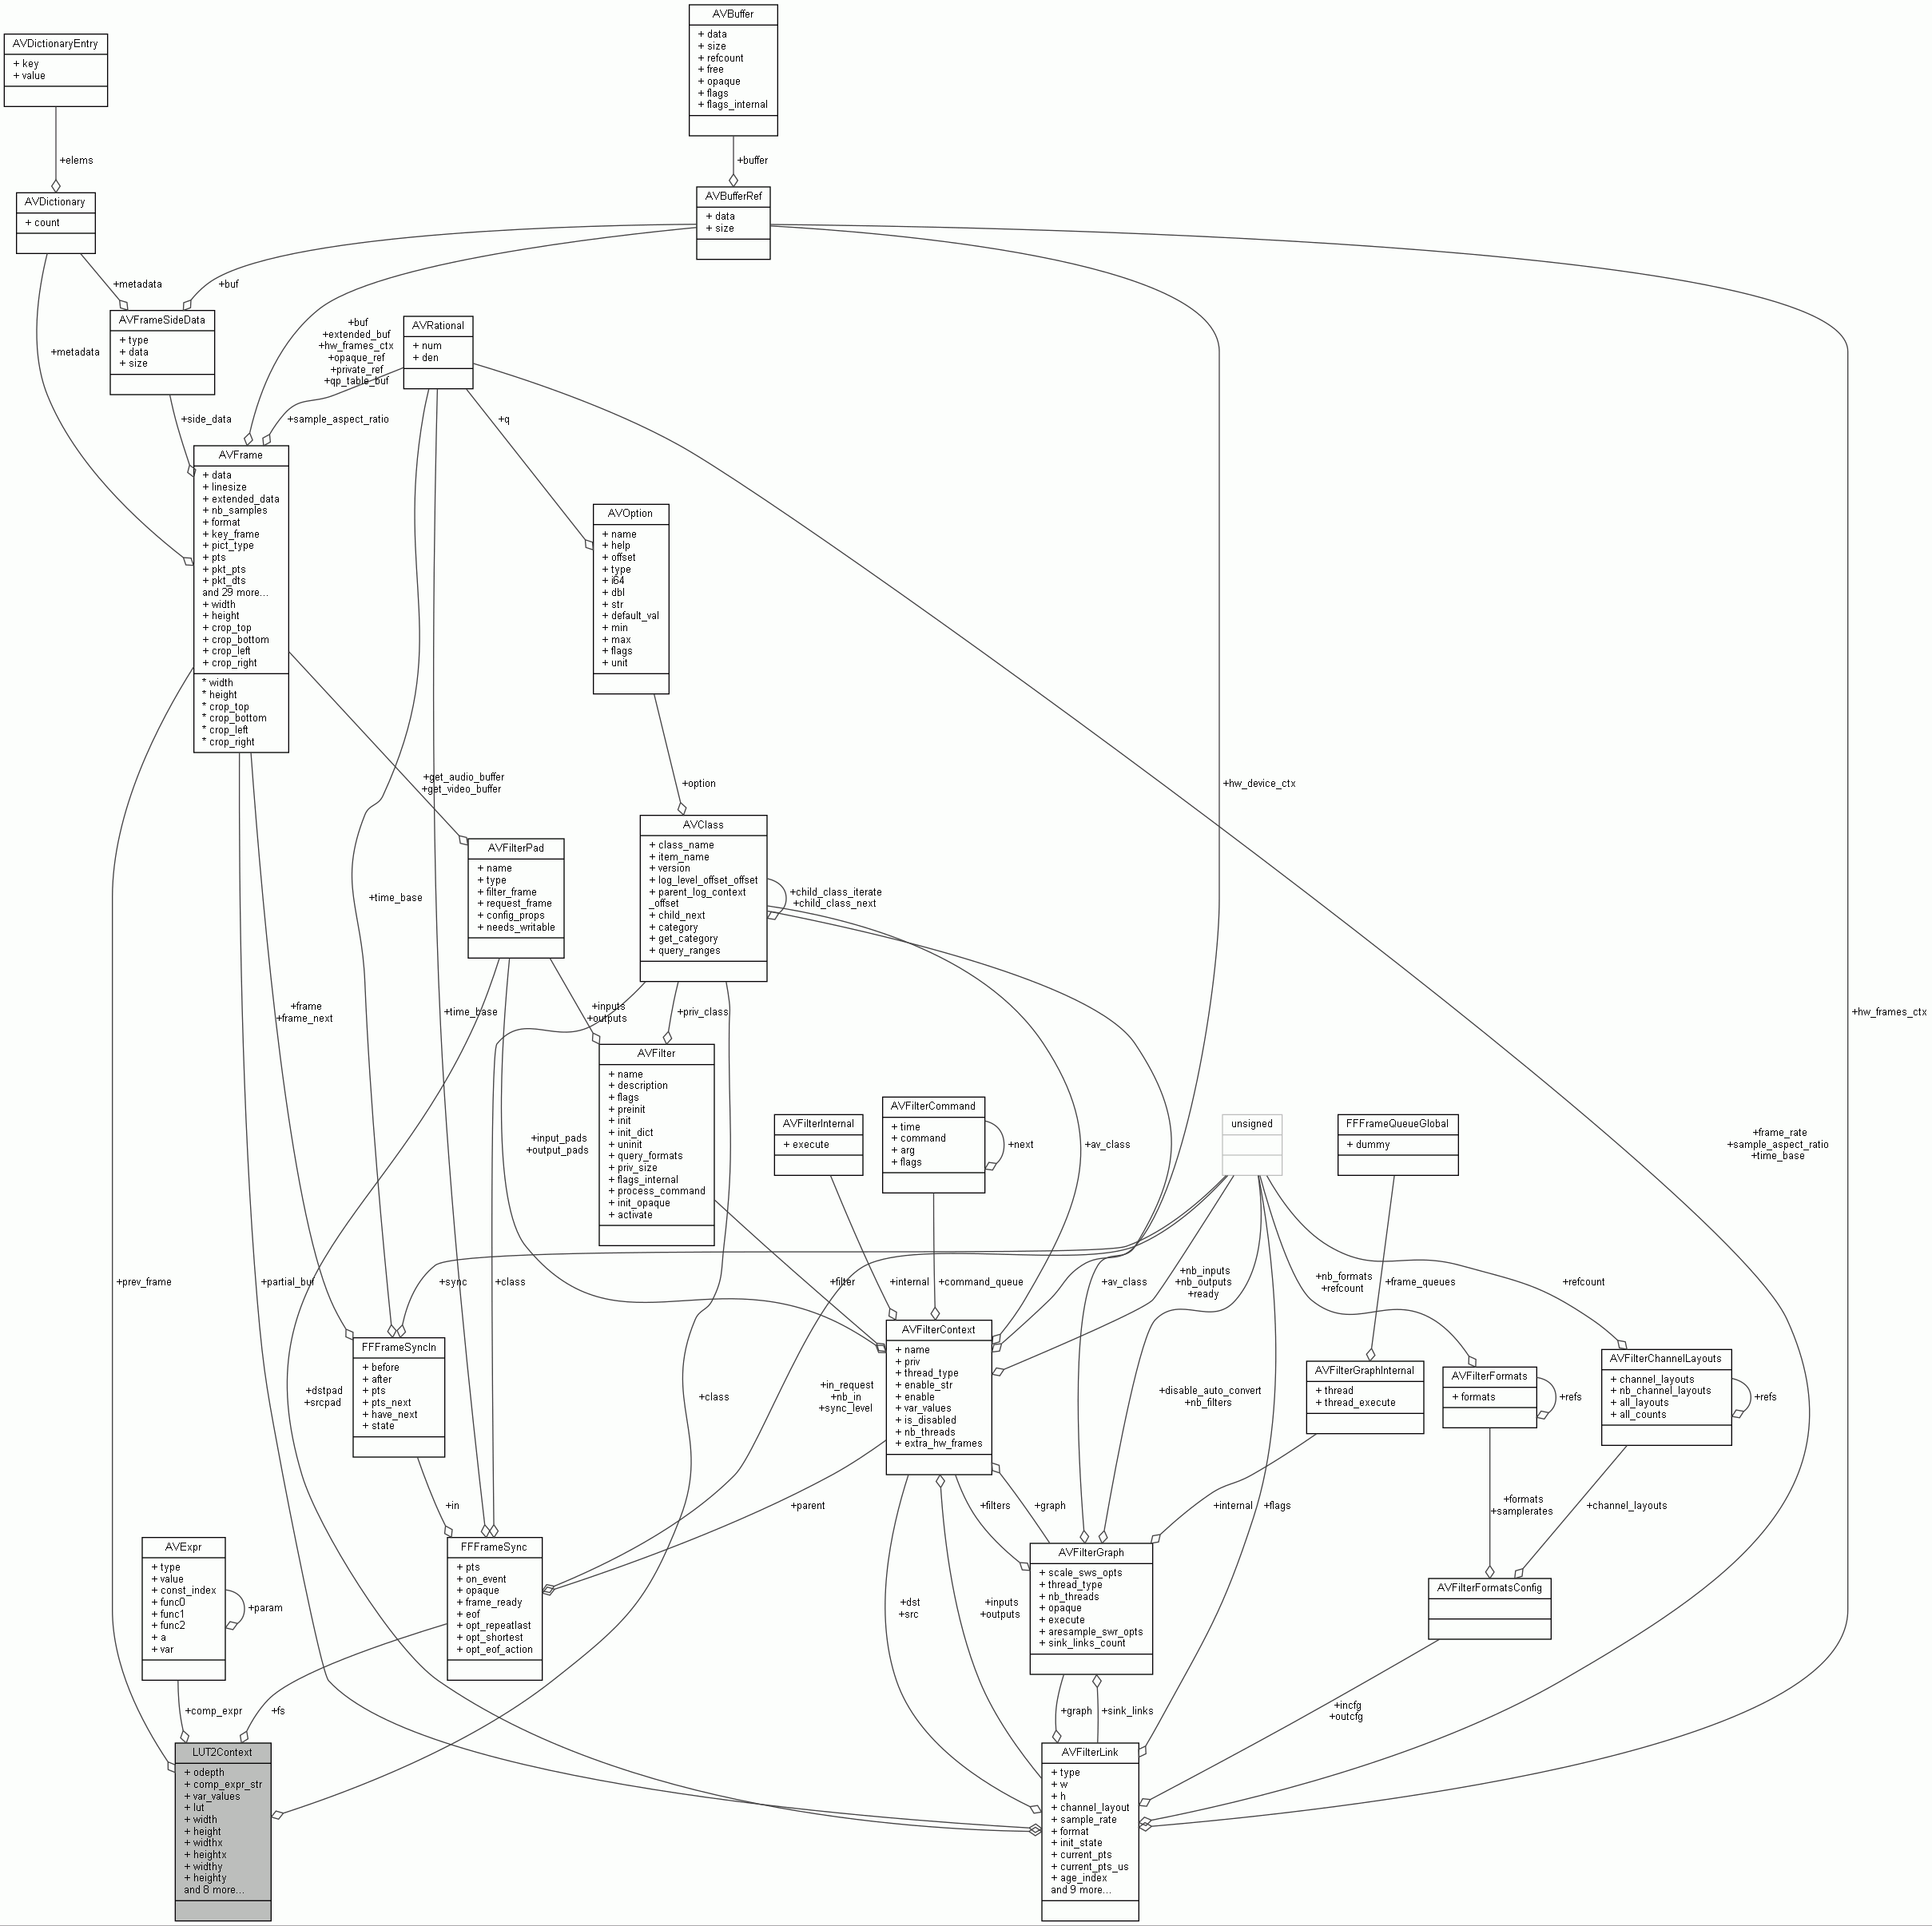 AVBuffer
+ data
+ size
+ refcount
+ free
+ opaque
+ flags
+ flags_internal
AVDictionaryEntry
+ key
+ value
+elems
+buffer
AVDictionary
+ count
AVBufferRef
+ data
+ size
+metadata
+buf
AVFrameSideData
+ type
+ data
+ size
+metadata
+buf
+extended_buf
+hw_frames_ctx
+opaque_ref
+private_ref
+qp_table_buf
AVRational
+ num
+ den
+side_data
+sample_aspect_ratio
+q
AVFrame
+ data
+ linesize
+ extended_data
+ nb_samples
+ format
+ key_frame
+ pict_type
+ pts
+ pkt_pts
+ pkt_dts
and 29 more...
+ width
+ height
+ crop_top
+ crop_bottom
+ crop_left
+ crop_right
* width
* height
* crop_top
* crop_bottom
* crop_left
* crop_right
AVOption
+ name
+ help
+ offset
+ type
+ i64
+ dbl
+ str
+ default_val
+ min
+ max
+ flags
+ unit
+get_audio_buffer
+get_video_buffer
+option
+hw_device_ctx
AVClass
+ class_name
+ item_name
+ version
+ log_level_offset_offset
+ parent_log_context
_offset
+ child_next
+ category
+ get_category
+ query_ranges
+child_class_iterate
+child_class_next
AVFilterPad
+ name
+ type
+ filter_frame
+ request_frame
+ config_props
+ needs_writable
+time_base
+frame
+frame_next
+time_base
+inputs
+outputs
+priv_class
+hw_frames_ctx
AVFilter
+ name
+ description
+ flags
+ preinit
+ init
+ init_dict
+ uninit
+ query_formats
+ priv_size
+ flags_internal
+ process_command
+ init_opaque
+ activate
+input_pads
+output_pads
AVFilterInternal
+ execute
AVFilterCommand
+ time
+ command
+ arg
+ flags
+next
+av_class
unsigned
FFFrameQueueGlobal
+ dummy
+frame_rate
+sample_aspect_ratio
+time_base
+prev_frame
+partial_buf
+sync
+class
+filter
+internal
+command_queue
+av_class
+nb_inputs
+nb_outputs
+ready
+nb_formats
+refcount
+frame_queues
+refcount
FFFrameSyncIn
+ before
+ after
+ pts
+ pts_next
+ have_next
+ state
+dstpad
+srcpad
+class
+in_request
+nb_in
+sync_level
AVFilterContext
+ name
+ priv
+ thread_type
+ enable_str
+ enable
+ var_values
+ is_disabled
+ nb_threads
+ extra_hw_frames
+disable_auto_convert
+nb_filters
AVFilterGraphInternal
+ thread
+ thread_execute
AVFilterFormats
+ formats
+refs
AVFilterChannelLayouts
+ channel_layouts
+ nb_channel_layouts
+ all_layouts
+ all_counts
+refs
+in
+parent
+filters
+graph
+internal
+flags
+formats
+samplerates
+channel_layouts
AVExpr
+ type
+ value
+ const_index
+ func0
+ func1
+ func2
+ a
+ var
+param
FFFrameSync
+ pts
+ on_event
+ opaque
+ frame_ready
+ eof
+ opt_repeatlast
+ opt_shortest
+ opt_eof_action
+dst
+src
+inputs
+outputs
AVFilterGraph
+ scale_sws_opts
+ thread_type
+ nb_threads
+ opaque
+ execute
+ aresample_swr_opts
+ sink_links_count
AVFilterFormatsConfig
+comp_expr
+fs
+graph
+sink_links
+incfg
+outcfg
LUT2Context
+ odepth
+ comp_expr_str
+ var_values
+ lut
+ width
+ height
+ widthx
+ heightx
+ widthy
+ heighty
and 8 more...
AVFilterLink
+ type
+ w
+ h
+ channel_layout
+ sample_rate
+ format
+ init_state
+ current_pts
+ current_pts_us
+ age_index
and 9 more...